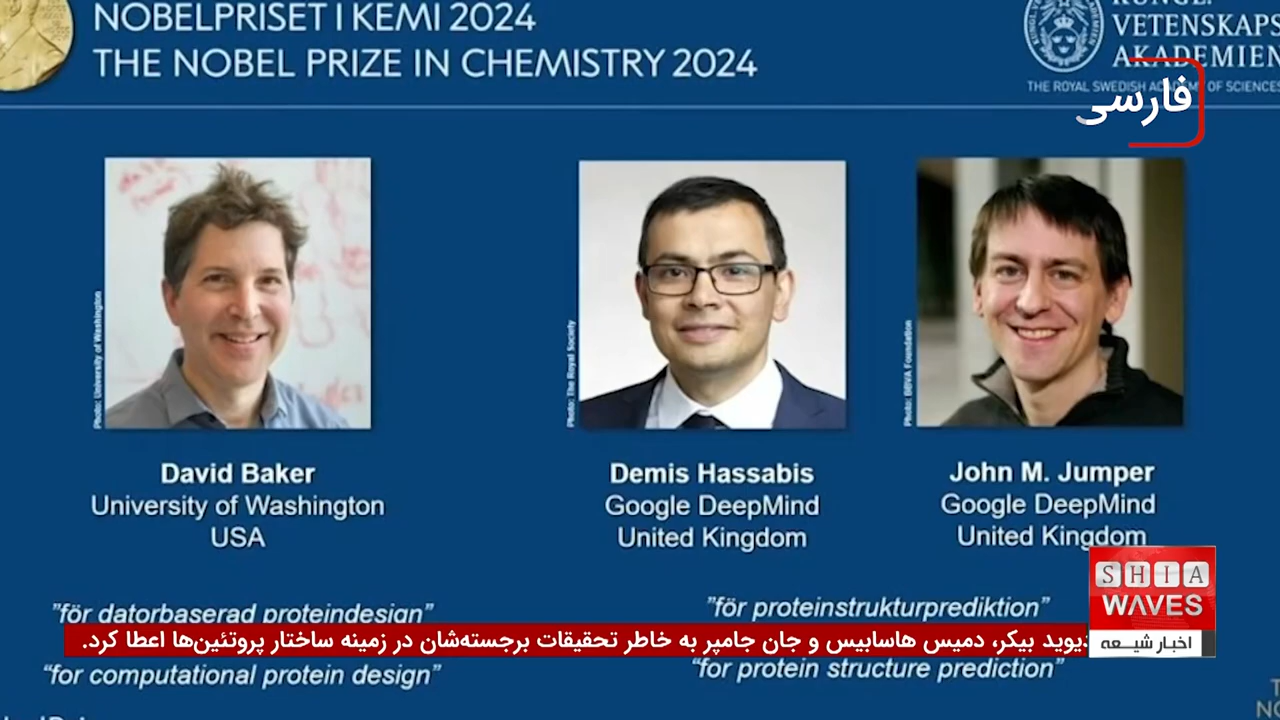 NOBELPRISET I KEMI 2024
THE NOBEL PRIZE IN CHEMISTRY 2024
KUNGL.
VETENSKAPS
AKADEMIEN
THE ROYAL SWEDISH ACADEMY OF SCIENCES
فارسی
Photo: University of Washington
Photo: The Royal Society
Photo: BBVA Foundation
David Baker
University of Washington
USA
Demis Hassabis
Google DeepMind
United Kingdom
John M. Jumper
Google DeepMind
United Kingdom
”för datorbaserad proteindesign”
”for computational protein design”
”för proteinstrukturprediktion”
”for protein structure prediction”
دیوید بیکر، دمیس هاسابیس و جان جامپر به خاطر تحقیقات برجسته‌شان در زمینه ساختار پروتئین‌ها اعطا کرد.
SHIA
WAVES
اخبار شیعه